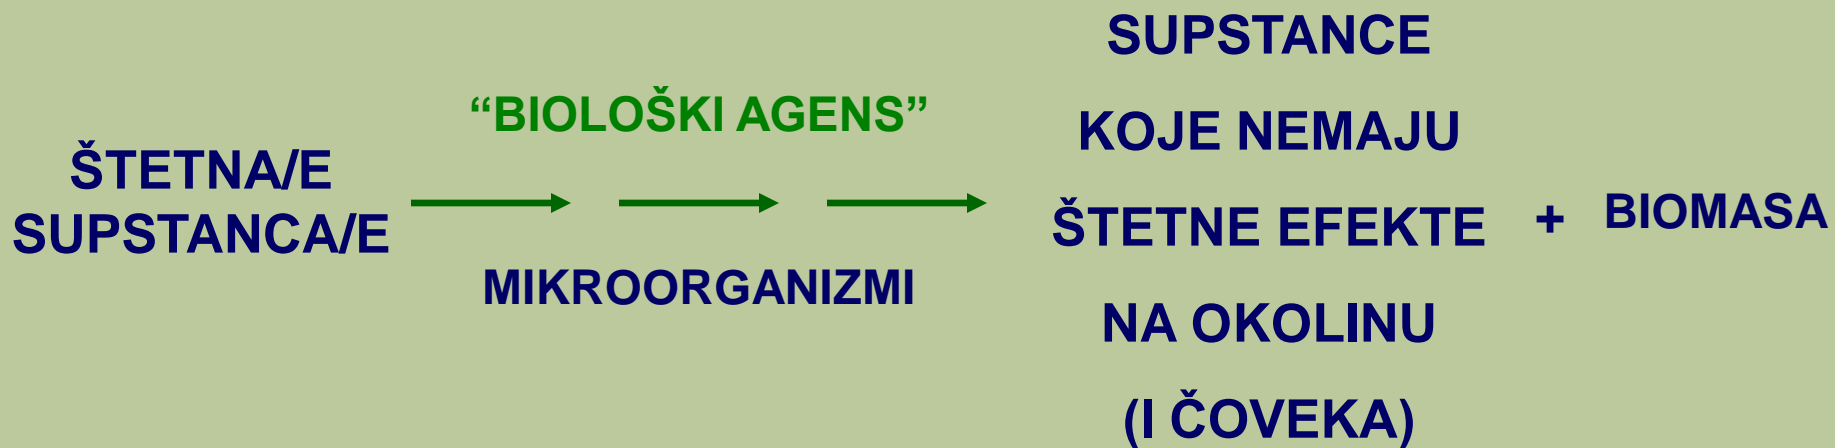 ŠTETNA/E
SUPSTANCA/E
“BIOLOŠKI AGENS”
MIKROORGANIZMI
SUPSTANCE
KOJE NEMAJU
ŠTETNE EFEKTE
NA OKOLINU
(I ČOVEKA)
+
BIOMASA